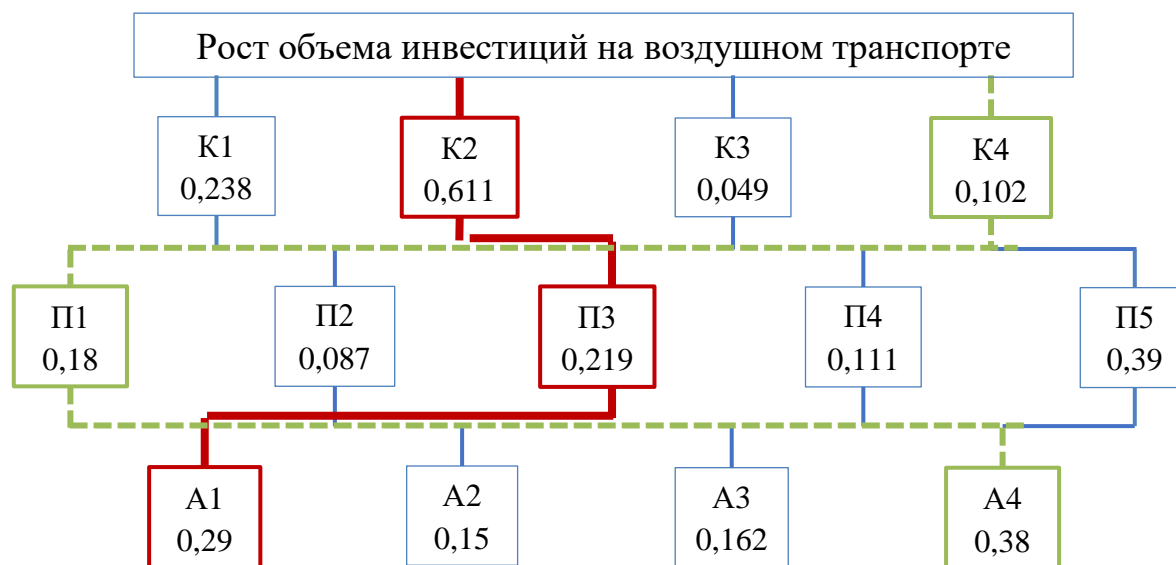 Рост объема инвестиций на воздушном транспорте
К1
0,238
К2
0,611
К3
0,049
К4
0,102
П1
0,18
П2
0,087
П3
0,219
П4
0,111
П5
0,39
А1
0,29
А2
0,15
А3
0,162
А4
0,38